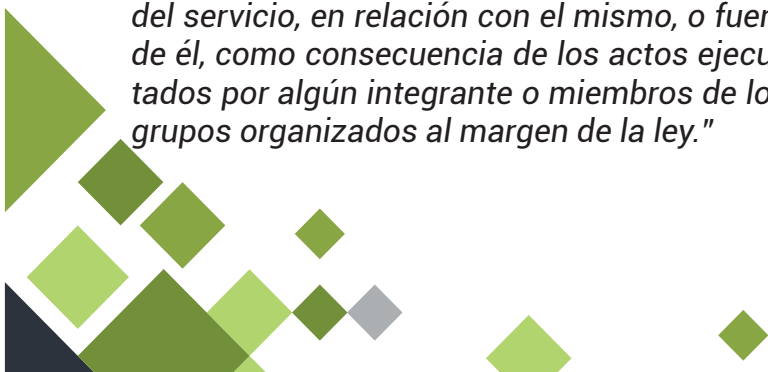 del servicio, en relación con el mismo, o fuer
de él, como consecuencia de los actos ejecu
tados por algún integrante o miembros de lo
grupos organizados al margen de la ley."